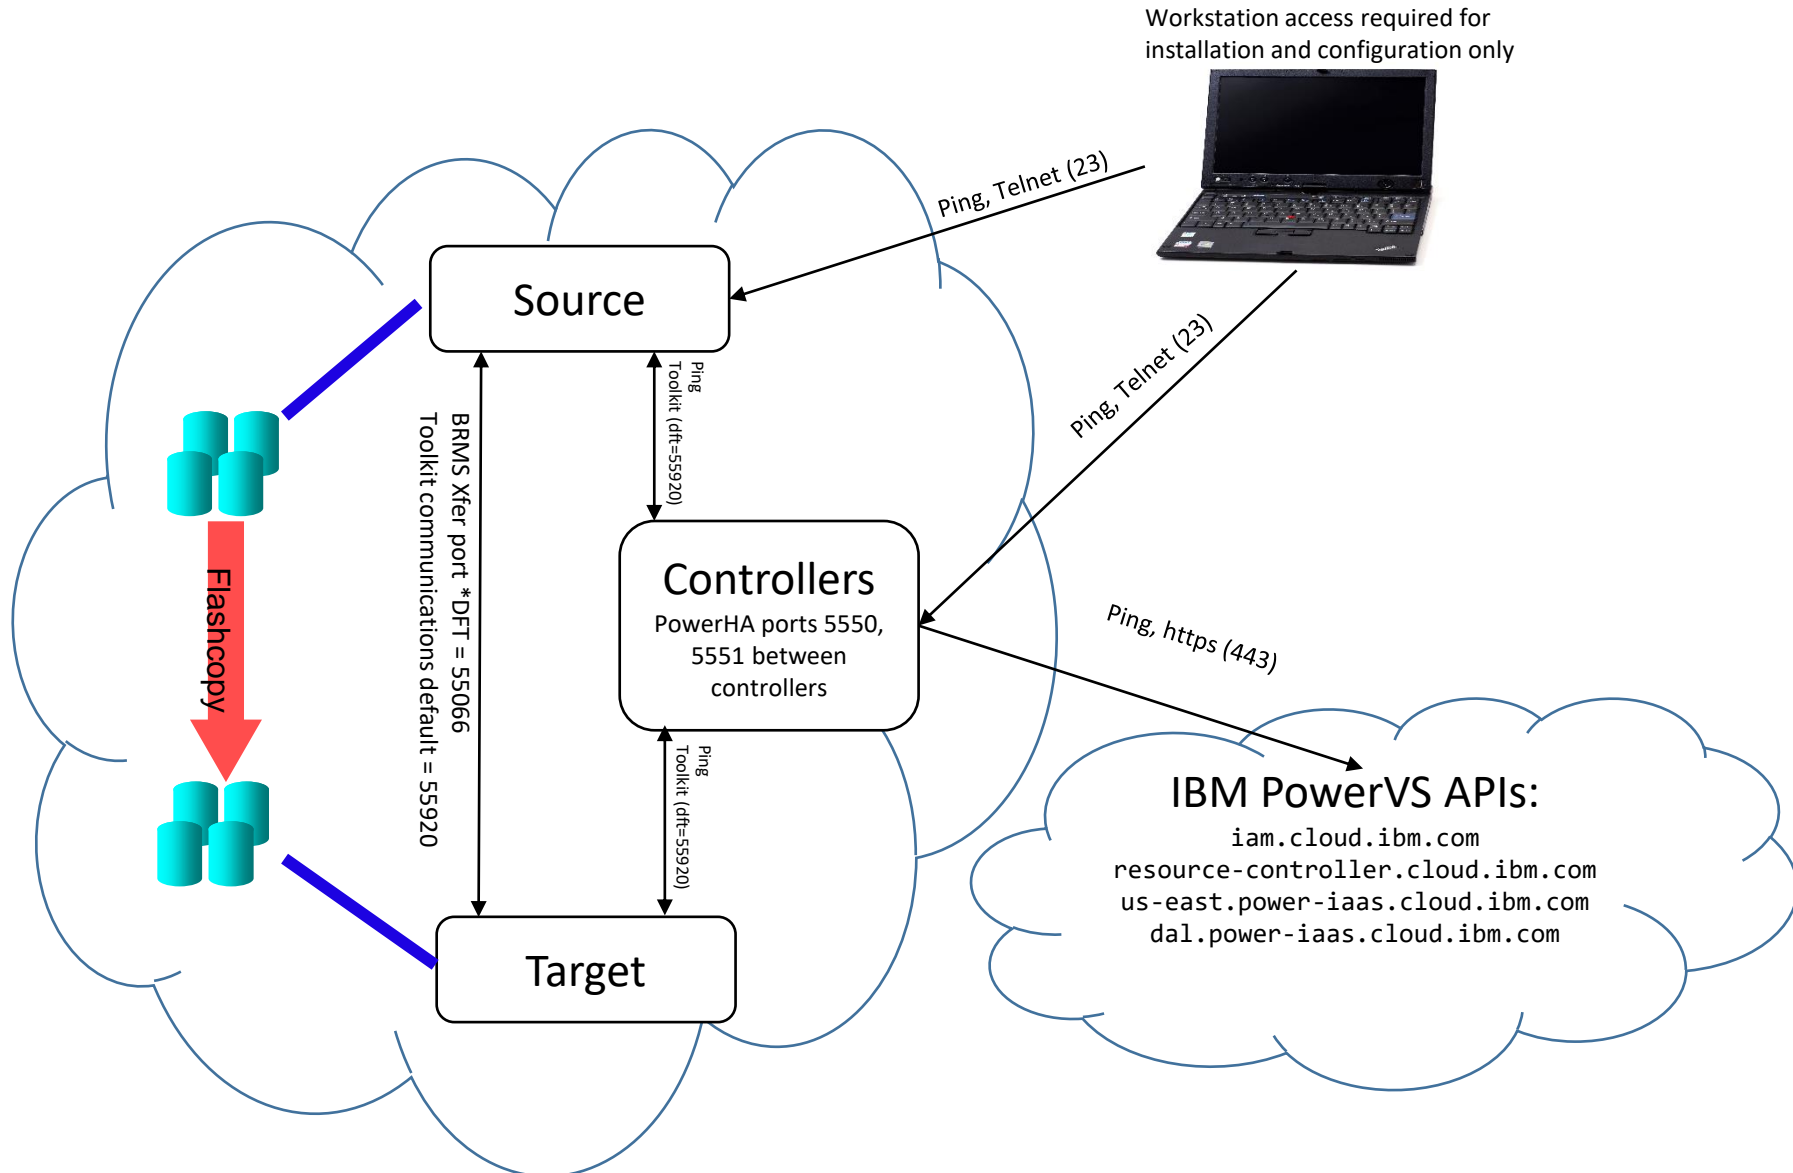 Workstation access required for
installation and configuration only
Ping, Telnet (23)
Source
Ping, Telnet (23)
Ping
Toolkit (dft=55920)
BRMS Xfer port *DFT = 55066
Toolkit communications default = 55920
Flashcopy
Controllers
PowerHA ports 5550,
5551 between
controllers
Ping, https (443)
Ping
Toolkit (dft=55920)
IBM PowerVS APIs:
iam.cloud.ibm.com
resource-controller.cloud.ibm.com
us-east.power-iaas.cloud.ibm.com
dal.power-iaas.cloud.ibm.com
Target